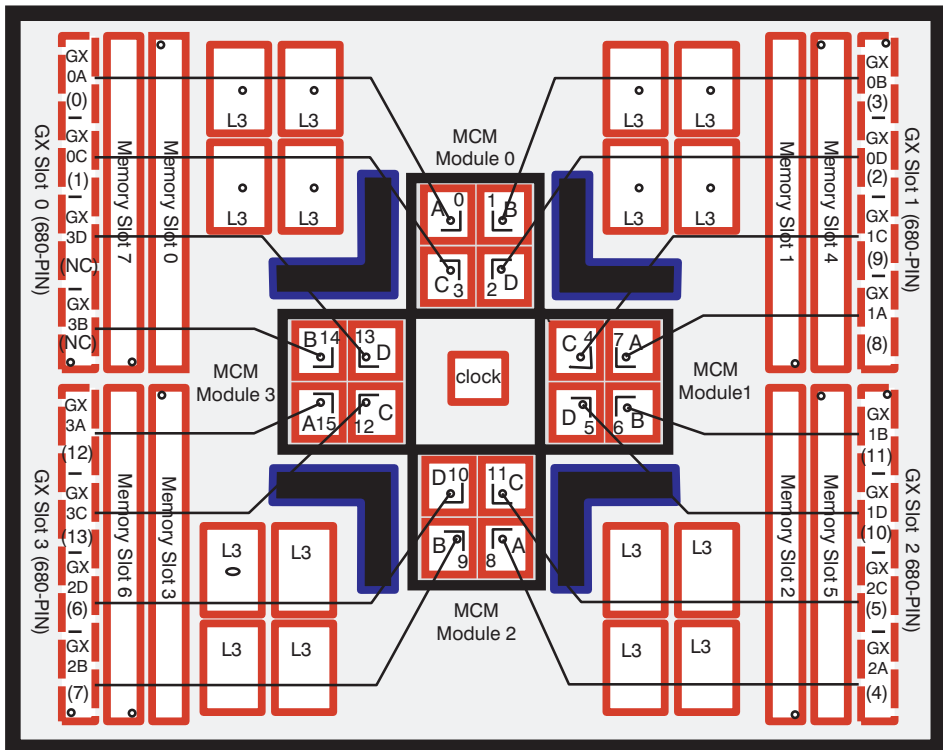 GX
0A
(0)
GX
0C
(1)
GX
3D
(NC)
GX
3B
(NC)
GX Slot 0 (680-PIN)
Memory Slot 7
Memory Slot 0
L3
L3
L3
L3
MCM
Module 0
A 0
1 B
C 3
2 D
L3
L3
L3
L3
Memory Slot 1
Memory Slot 4
GX
0B
(3)
GX
0D
(2)
GX
1C
(9)
GX
1A
(8)
GX Slot 1 (680-PIN)
MCM
Module 3
B 14
13 D
A 15
12 C
clock
C 4
7 A
D 5
6 B
MCM
Module1
GX
3A
(12)
GX
3C
(13)
GX
2D
(6)
GX
2B
(7)
GX Slot 3 (680-PIN)
Memory Slot 6
Memory Slot 3
L3
L3
L3
L3
D 10
11 C
B 9
8 A
MCM
Module 2
L3
L3
L3
L3
Memory Slot 2
Memory Slot 5
GX
1B
(11)
GX
1D
(10)
GX
2C
(5)
GX
2A
(4)
GX Slot 2 680-PIN)